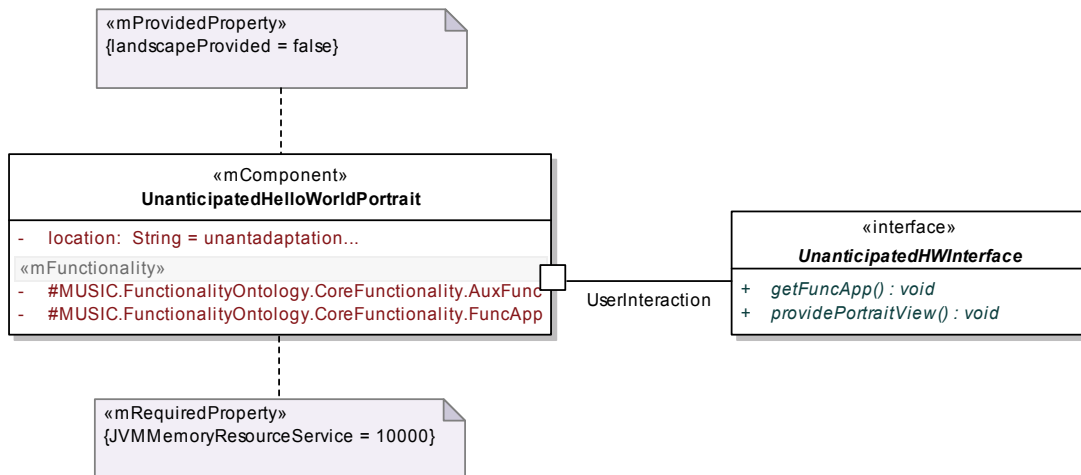 «mProvidedProperty»
{landscapeProvided = false}
«mComponent»
UnanticipatedHelloWorldPortrait
- location: String = unantadaptation...
«mFunctionality»
- #MUSIC.FunctionalityOntology.CoreFunctionality.AuxFunc
- #MUSIC.FunctionalityOntology.CoreFunctionality.FuncApp
UserInteraction
«interface»
UnanticipatedHWInterface
+ getFuncApp() : void
+ providePortraitView() : void
«mRequiredProperty»
{JVMMemoryResourceService = 10000}